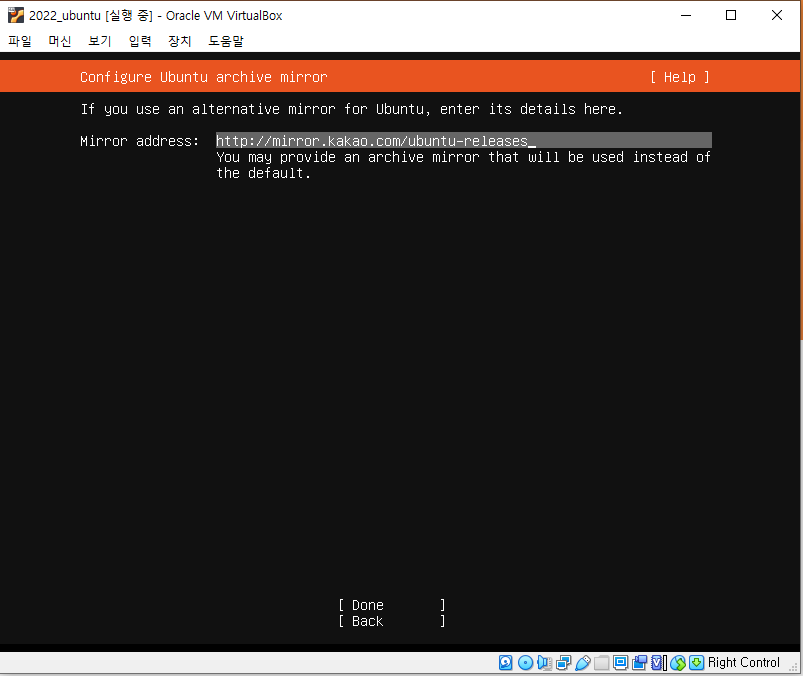 2022_ubuntu [실행 중] - Oracle VM VirtualBox
파일 머신 보기 입력 장치 도움말
Configure Ubuntu archive mirror [ Help ]
If you use an alternative mirror for Ubuntu, enter its details here.
Mirror address: http://mirror.kakao.com/ubuntu-releases_
You may provide an archive mirror that will be used instead of
the default.
[ Done ]
[ Back ]
Right Control